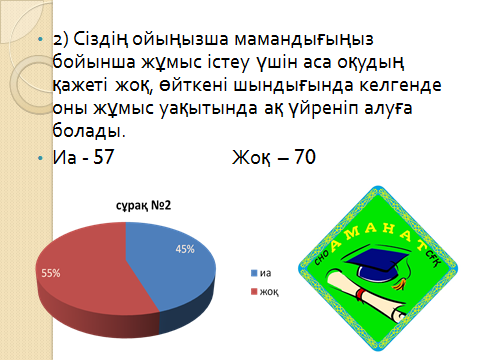 2) Сіздің ойыңызша мамандығыңыз
бойынша жұмыс істеу үшін аса оқудың
қажеті жоқ, өйткені шындығында келгенде
оны жұмыс уақытында ақ үйреніп алуға
болады.
Иа - 57 Жоқ – 70
сұрақ №2
45%
55%
иа
жоқ
АМАНАТ
СНО
СҒҚ